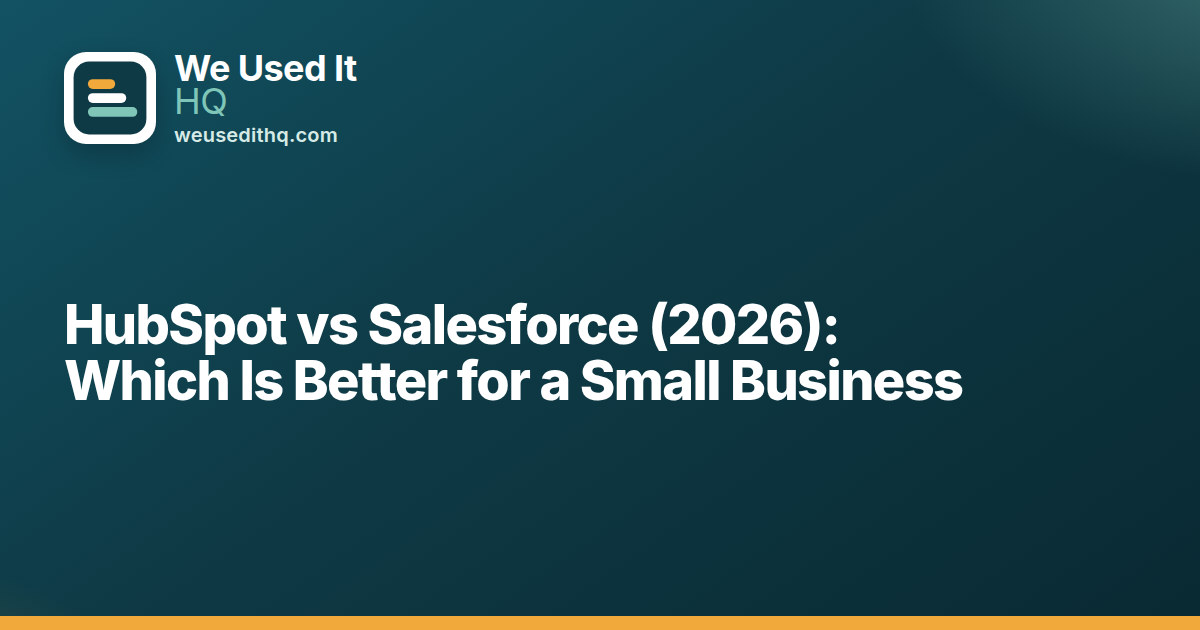 We Used It
HQ
weusedithq.com
HubSpot vs Salesforce (2026):
Which Is Better for a Small Business